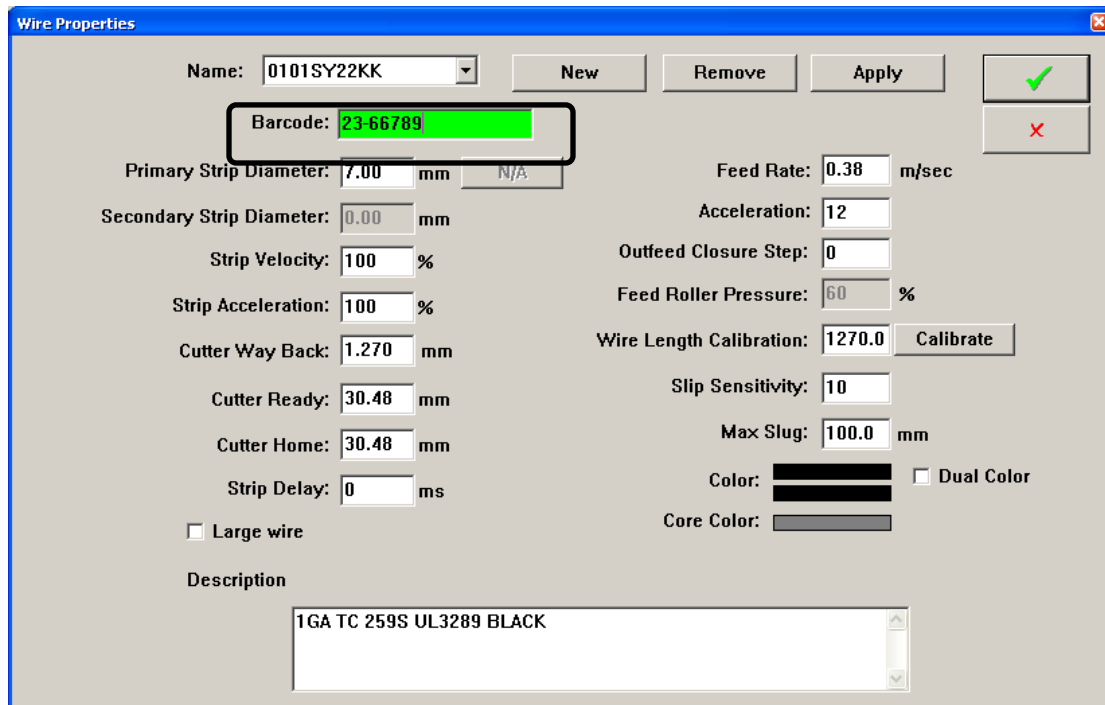 Wire Properties
Name: 0101SY22KK New Remove Apply
Barcode: 23-66789
Primary Strip Diameter: 7.00 mm N/A Feed Rate: 0.38 m/sec
Secondary Strip Diameter: 0.00 mm Acceleration: 12
Strip Velocity: 100 % Outfeed Closure Step: 0
Strip Acceleration: 100 % Feed Roller Pressure: 60 %
Cutter Way Back: 1.270 mm Wire Length Calibration: 1270.0 Calibrate
Cutter Ready: 30.48 mm Slip Sensitivity: 10
Cutter Home: 30.48 mm Max Slug: 100.0 mm
Strip Delay: 0 ms Color: Dual Color
Large wire Core Color:
Description
1GA TC 259S UL3289 BLACK